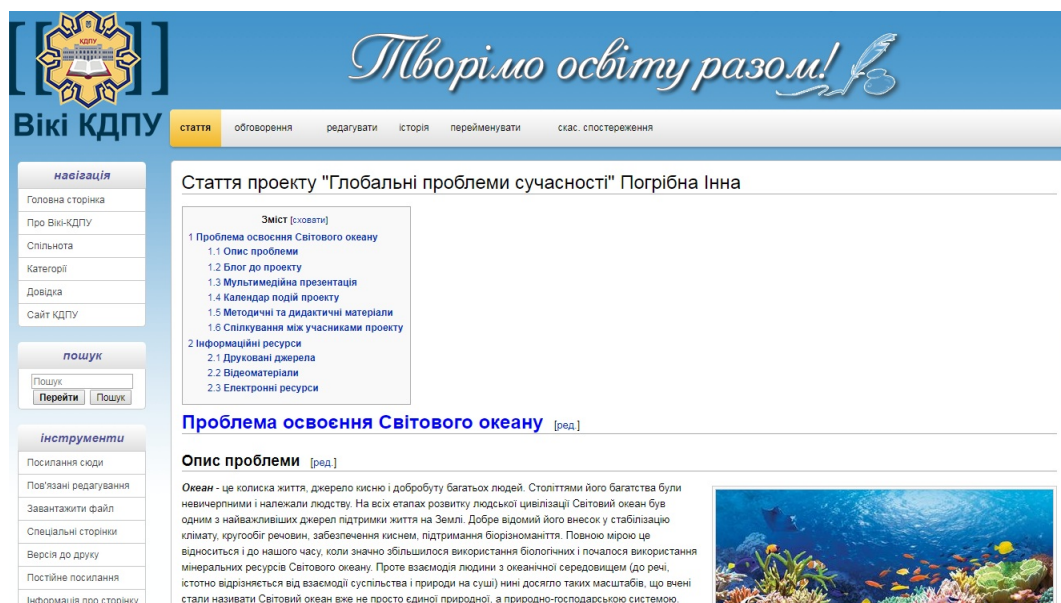 [[ КДПУ ]]
Вікі КДПУ
Творімо освіту разом!
стаття обговорення редагувати історія перейменувати скас. спостереження
навігація
Головна сторінка
Про Вікі-КДПУ
Спільнота
Категорії
Довідка
Сайт КДПУ
пошук
Пошук
Перейти Пошук
інструменти
Посилання сюди
Пов'язані редагування
Завантажити файл
Спеціальні сторінки
Версія до друку
Постійне посилання
Інформація про сторінку
Стаття проекту "Глобальні проблеми сучасності" Погрібна Інна
Зміст [сховати]
1 Проблема освоєння Світового океану
1.1 Опис проблеми
1.2 Блог до проекту
1.3 Мультимедійна презентація
1.4 Календар подій проекту
1.5 Методичні та дидактичні матеріали
1.6 Спілкування між учасниками проекту
2 Інформаційні ресурси
2.1 Друковані джерела
2.2 Відеоматеріали
2.3 Електронні ресурси
Проблема освоєння Світового океану [ред.]
Опис проблеми [ред.]
Океан - це колиска життя, джерело кисню і добробуту багатьох людей. Століттями його багатства були
невичерпними і належали людству. На всіх етапах розвитку людської цивілізації Світовий океан був
одним з найважливіших джерел підтримки життя на Землі. Добре відомий його внесок у стабілізацію
клімату, кругообіг речовин, забезпечення киснем, підтримання біорізноманіття. Повною мірою це
відноситься і до нашого часу, коли значно збільшилося використання біологічних і почалося використання
мінеральних ресурсів Світового океану. Проте взаємодія людини з океанічної середовищем (до речі,
істотно відрізняється від взаємодії суспільства і природи на суші) нині досягло таких масштабів, що вчені
стали називати Світовий океан вже не просто єдиної природної, а природно-господарською системою.